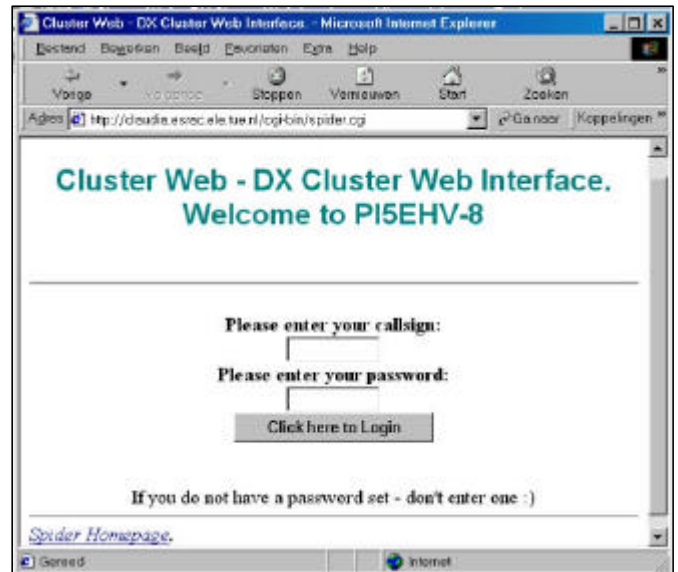 Cluster Web - DX Cluster Web Interface. - Microsoft Internet Explorer
Bestand Bewerken Beeld Favorieten Extra Help
Vorige Volgende Stoppen Vernieuwen Start Zoeken
Adres http://claudia.esrac.ele.tue.nl/cgi-bin/spider.cgi Ga naar Koppelingen
Cluster Web - DX Cluster Web Interface.
Welcome to PI5EHV-8
Please enter your callsign:
Please enter your password:
Click here to Login
If you do not have a password set - don't enter one :)
Spider Homepage.
Gereed Internet